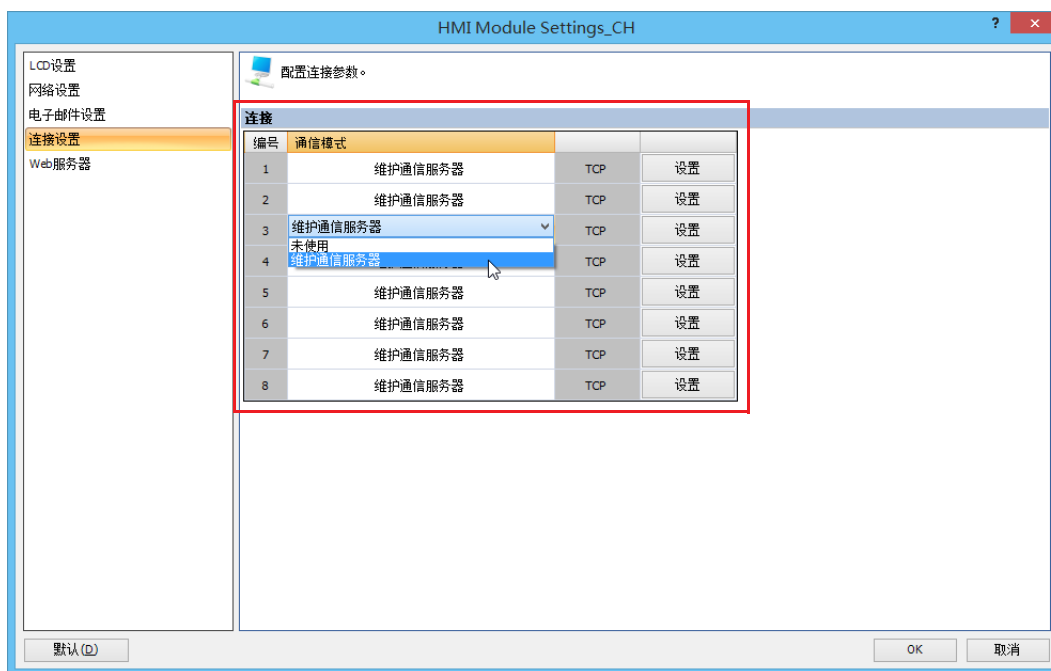 HMI Module Settings_CH
LCD设置
网络设置
电子邮件设置
连接设置
Web服务器
配置连接参数。
连接
编号 通信模式
1 维护通信服务器 TCP 设置
2 维护通信服务器 TCP 设置
3 维护通信服务器 TCP 设置
未使用
4 维护通信服务器 TCP 设置
5 维护通信服务器 TCP 设置
6 维护通信服务器 TCP 设置
7 维护通信服务器 TCP 设置
8 维护通信服务器 TCP 设置
默认(D) OK 取消